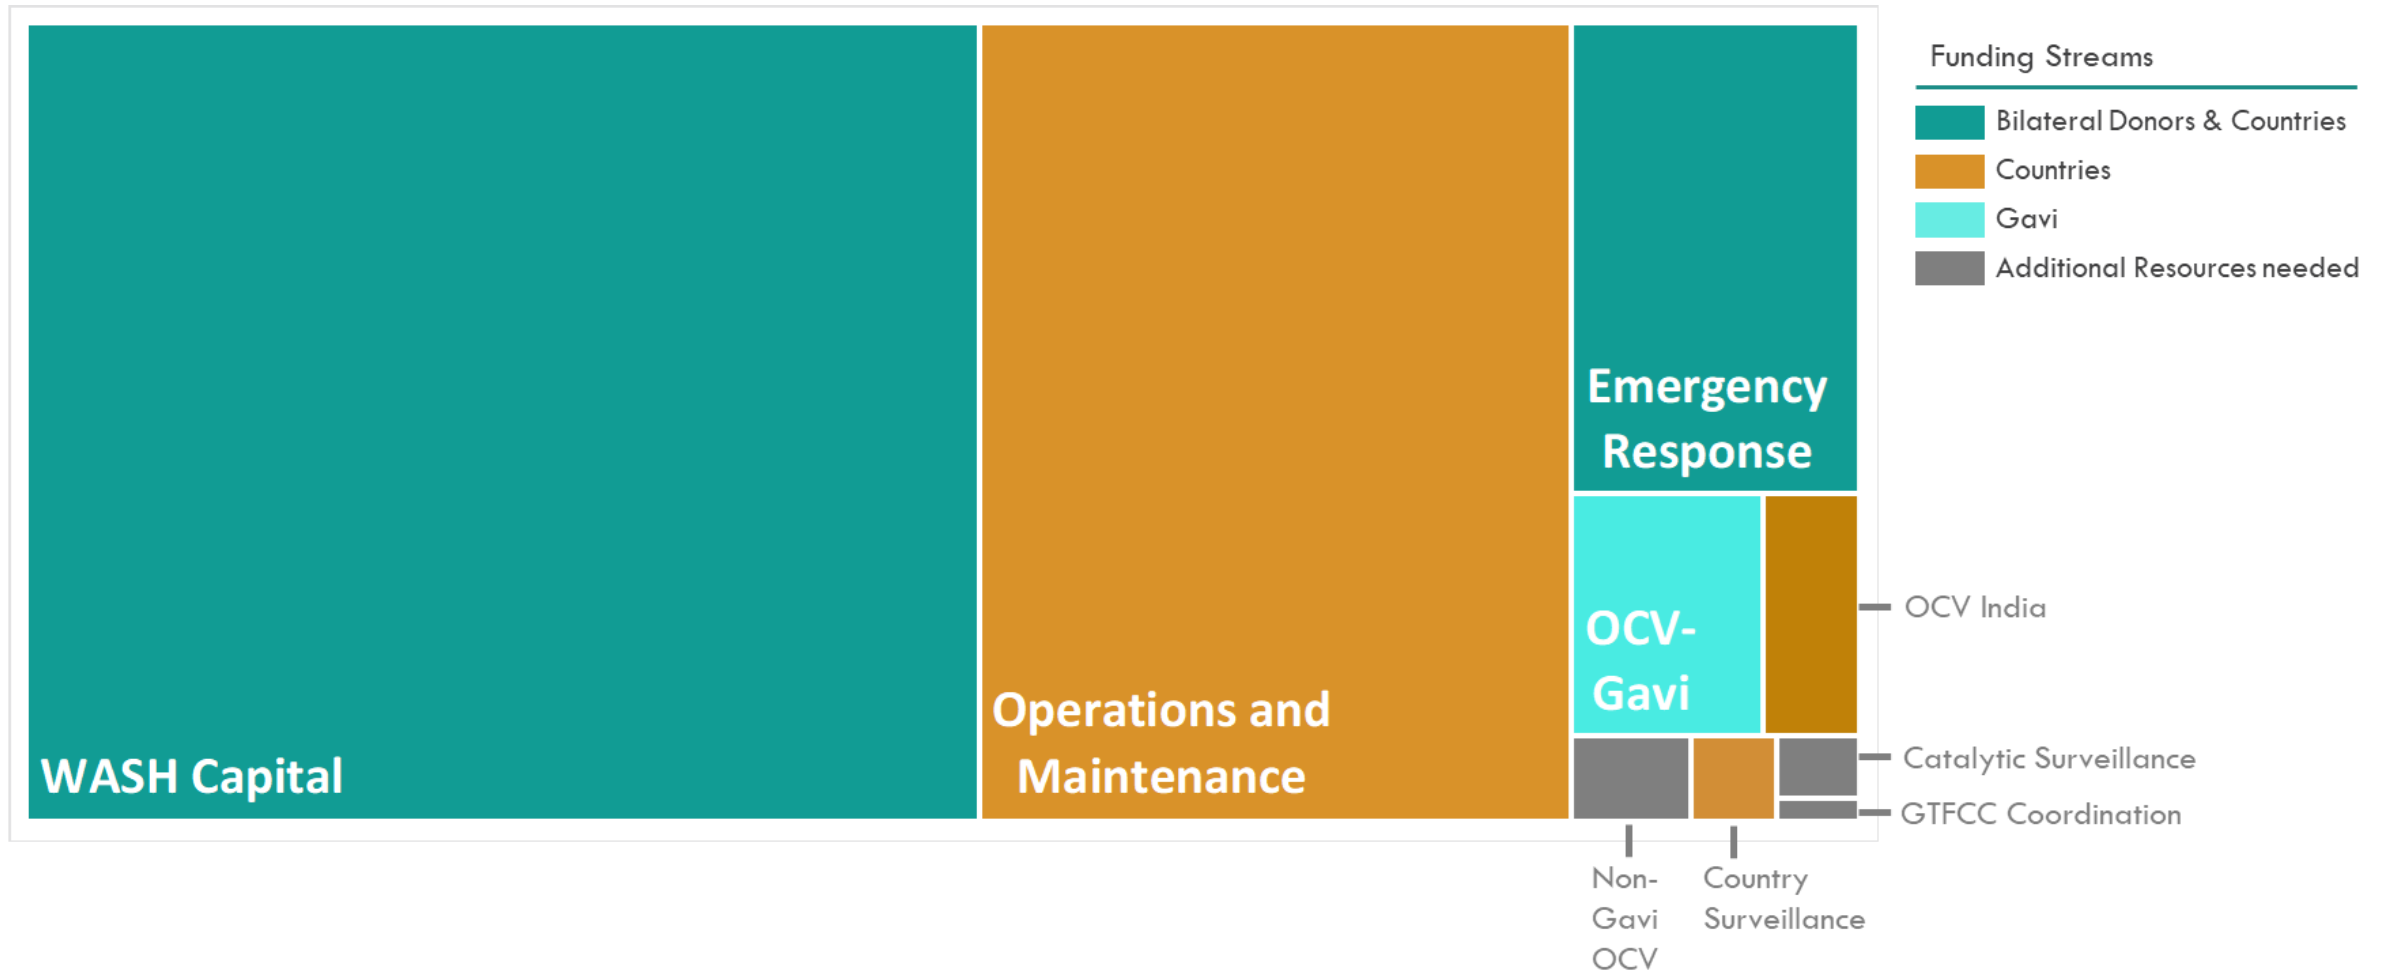 Funding Streams
Bilateral Donors & Countries
Countries
Gavi
Additional Resources needed
WASH Capital
Operations and
Maintenance
Emergency
Response
OCV-
Gavi
OCV India
Catalytic Surveillance
GTFCC Coordination
Non-
Gavi
OCV
Country
Surveillance